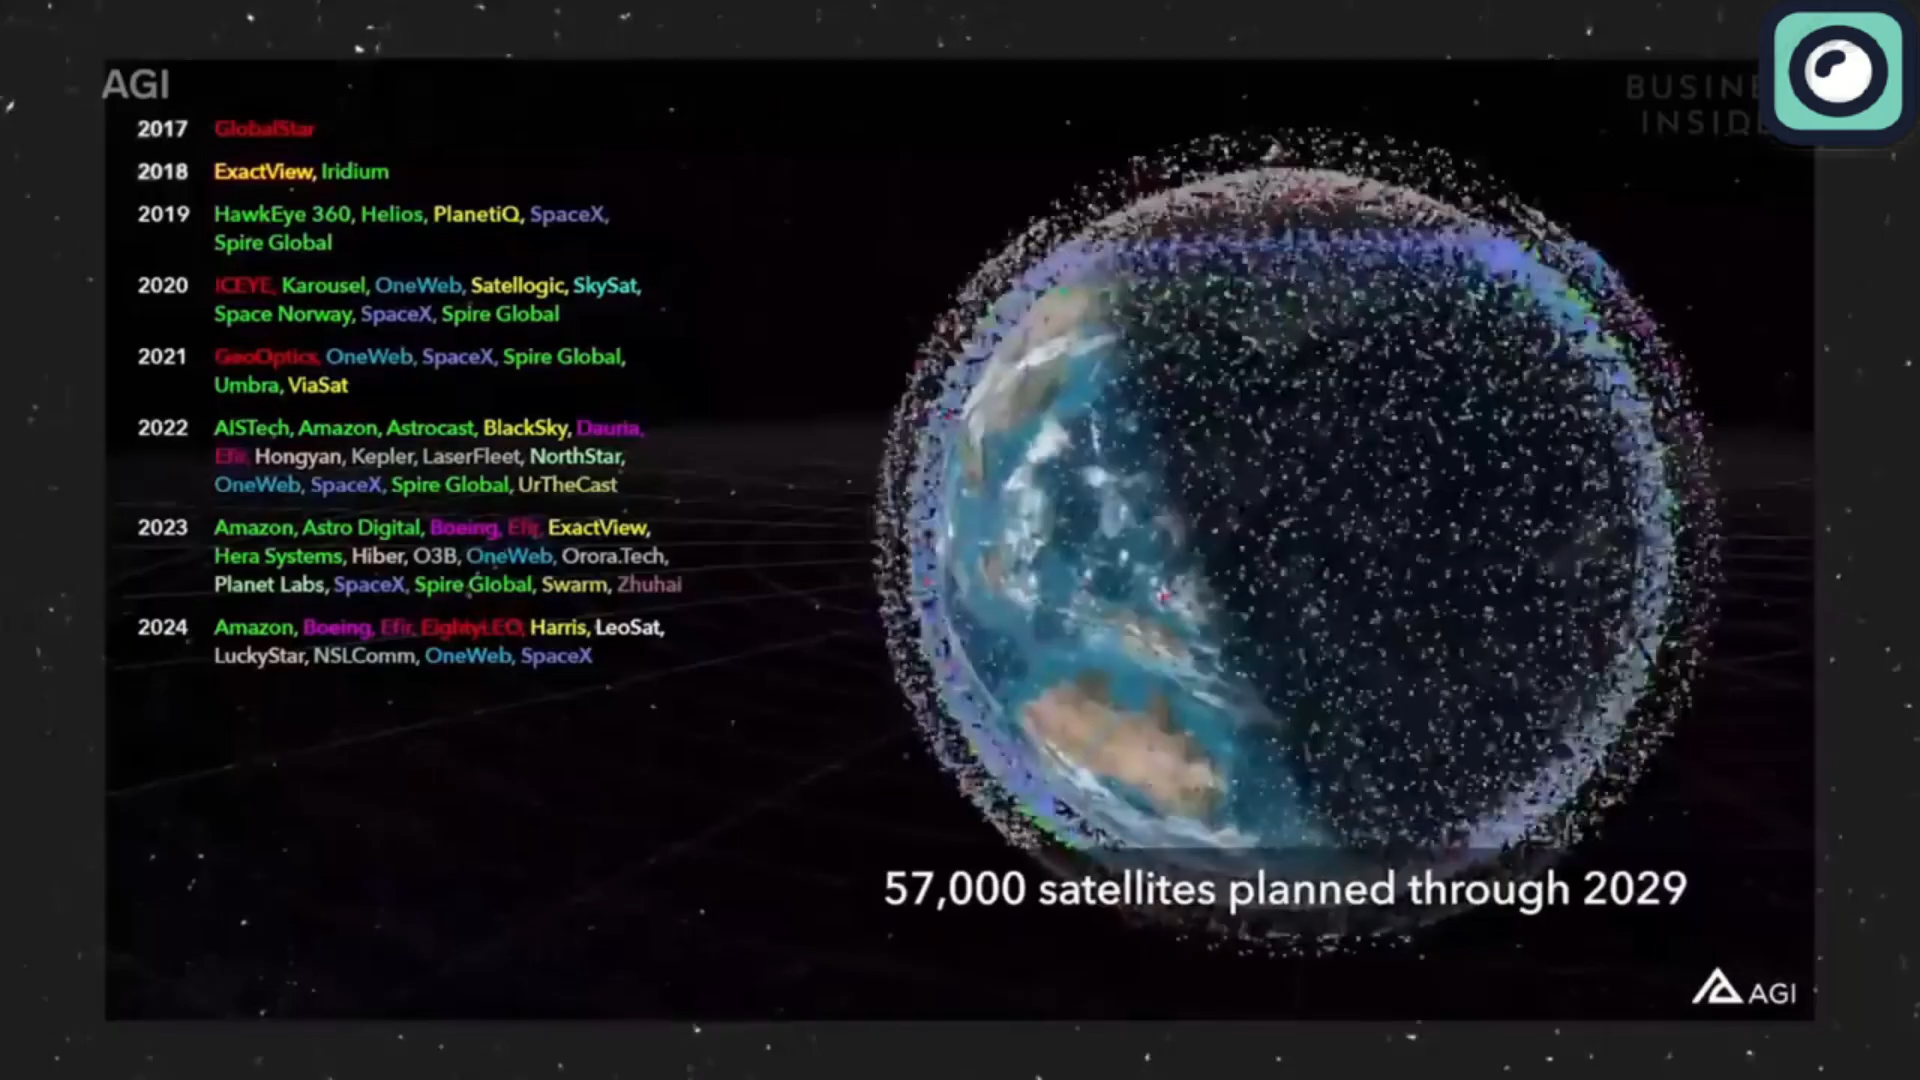 AGI
BUSINE
INSID
2017 GlobalStar
2018 ExactView, Iridium
2019 HawkEye 360, Helios, PlanetiQ, SpaceX,
Spire Global
2020 ICEYE, Karousel, OneWeb, Satellogic, SkySat,
Space Norway, SpaceX, Spire Global
2021 GeoOptics, OneWeb, SpaceX, Spire Global,
Umbra, ViaSat
2022 AISTech, Amazon, Astrocast, BlackSky, Dauria,
Efir, Hongyan, Kepler, LaserFleet, NorthStar,
OneWeb, SpaceX, Spire Global, UrTheCast
2023 Amazon, Astro Digital, Boeing, Efir, ExactView,
Hera Systems, Hiber, O3B, OneWeb, Orora.Tech,
Planet Labs, SpaceX, Spire Global, Swarm, Zhuhai
2024 Amazon, Boeing, Efir, EightyLEO, Harris, LeoSat,
LuckyStar, NSLComm, OneWeb, SpaceX
57,000 satellites planned through 2029
AGI